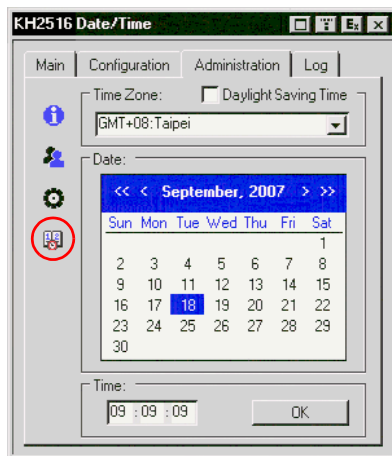 KH2516 Date/Time
Main Configuration Administration Log
Time Zone: Daylight Saving Time
GMT+08:Taipei
Date:
<< < September, 2007 > >>
Sun Mon Tue Wed Thu Fri Sat
1
2 3 4 5 6 7 8
9 10 11 12 13 14 15
16 17 18 19 20 21 22
23 24 25 26 27 28 29
30
Time:
09 : 09 : 09 OK